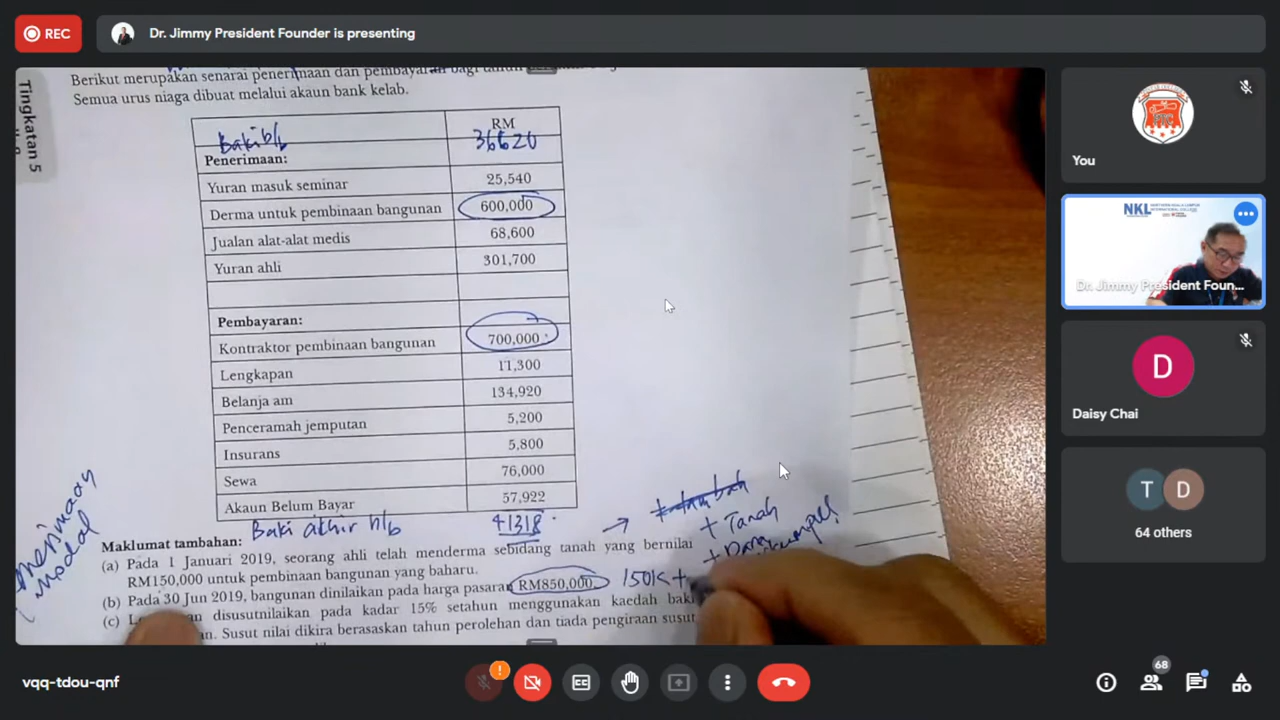 REC
Dr. Jimmy President Founder is presenting
Berikut merupakan senarai penerimaan dan pembayaran bagi tahun
Semua urus niaga dibuat melalui akaun bank kelab.
Tingkatan 5
RM
Baki b/b 36620
Penerimaan:
Yuran masuk seminar 25,540
Derma untuk pembinaan bangunan 600,000
Jualan alat-alat medis 68,600
Yuran ahli 301,700
Pembayaran:
Kontraktor pembinaan bangunan 700,000
Lengkapan 11,300
Belanja am 134,920
Penceramah jemputan 5,200
Insurans 5,800
Sewa 76,000
Akaun Belum Bayar 57,922
Baki akhir h/b 41318
→ + tambah
+ Tanah
+ Dana
Modal
Maklumat tambahan:
(a) Pada 1 Januari 2019, seorang ahli telah menderma sebidang tanah yang bernilai
RM150,000 untuk pembinaan bangunan yang baharu.
(b) Pada 30 Jun 2019, bangunan dinilaikan pada harga pasaran RM850,000 150K +
(c) disusutnilaikan pada kadar 15% setahun menggunakan kaedah baki
Susut nilai dikira berasaskan tahun perolehan dan tiada pengiraan susut
You
NKL
Dr. Jimmy President Foun...
D
Daisy Chai
T D
64 others
vqq-tdou-qnf
!
CC
68